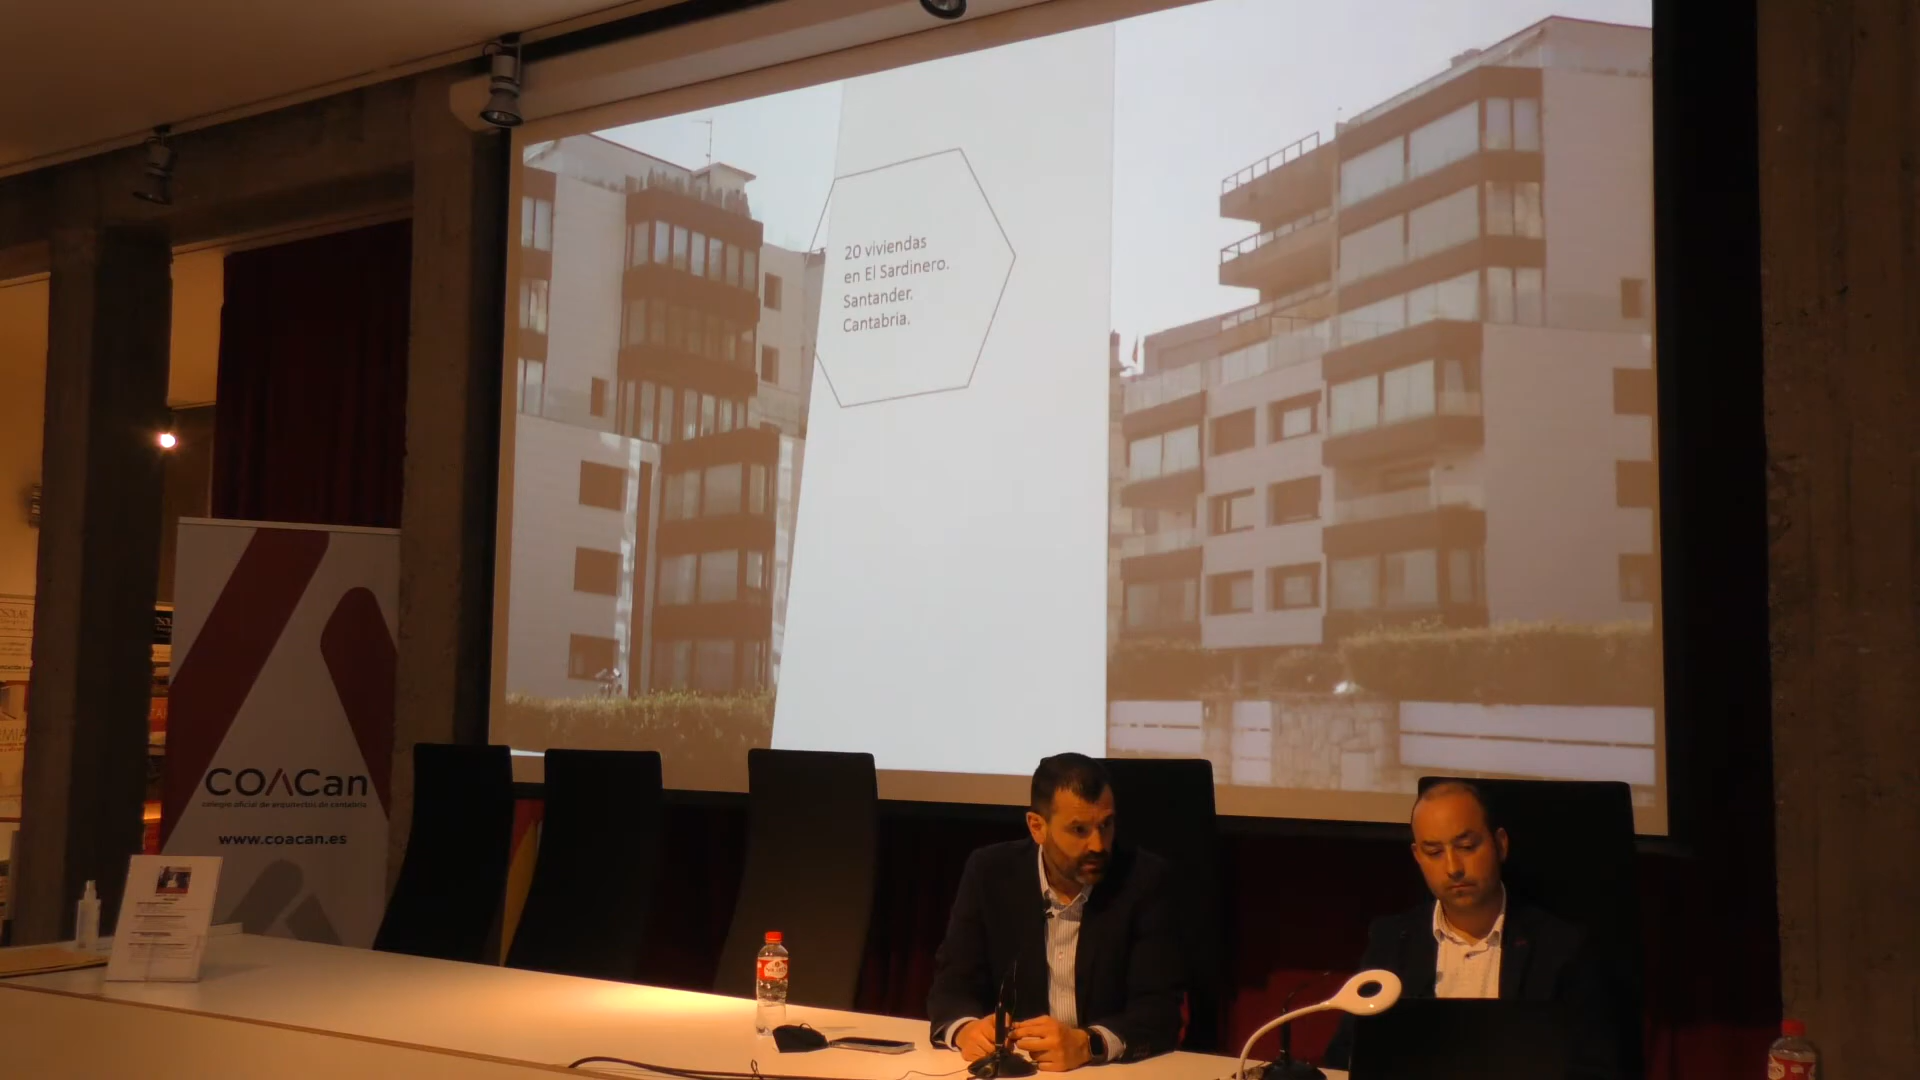 20 viviendas
en El Sardinero.
Santander.
Cantabria.
COACan
colegio oficial de arquitectos de cantabria
www.coacan.es